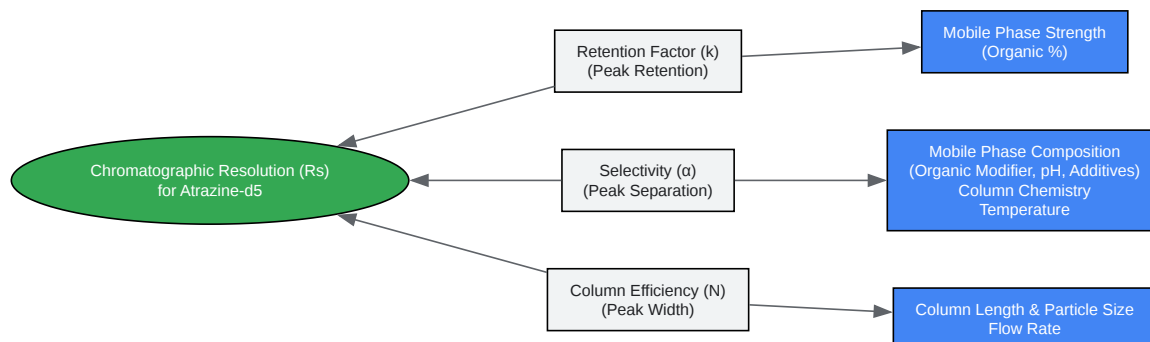 Chromatographic Resolution (Rs)
for Atrazine-d5
Retention Factor (k)
(Peak Retention)
Mobile Phase Strength
(Organic %)
Selectivity (α)
(Peak Separation)
Mobile Phase Composition
(Organic Modifier, pH, Additives)
Column Chemistry
Temperature
Column Efficiency (N)
(Peak Width)
Column Length & Particle Size
Flow Rate